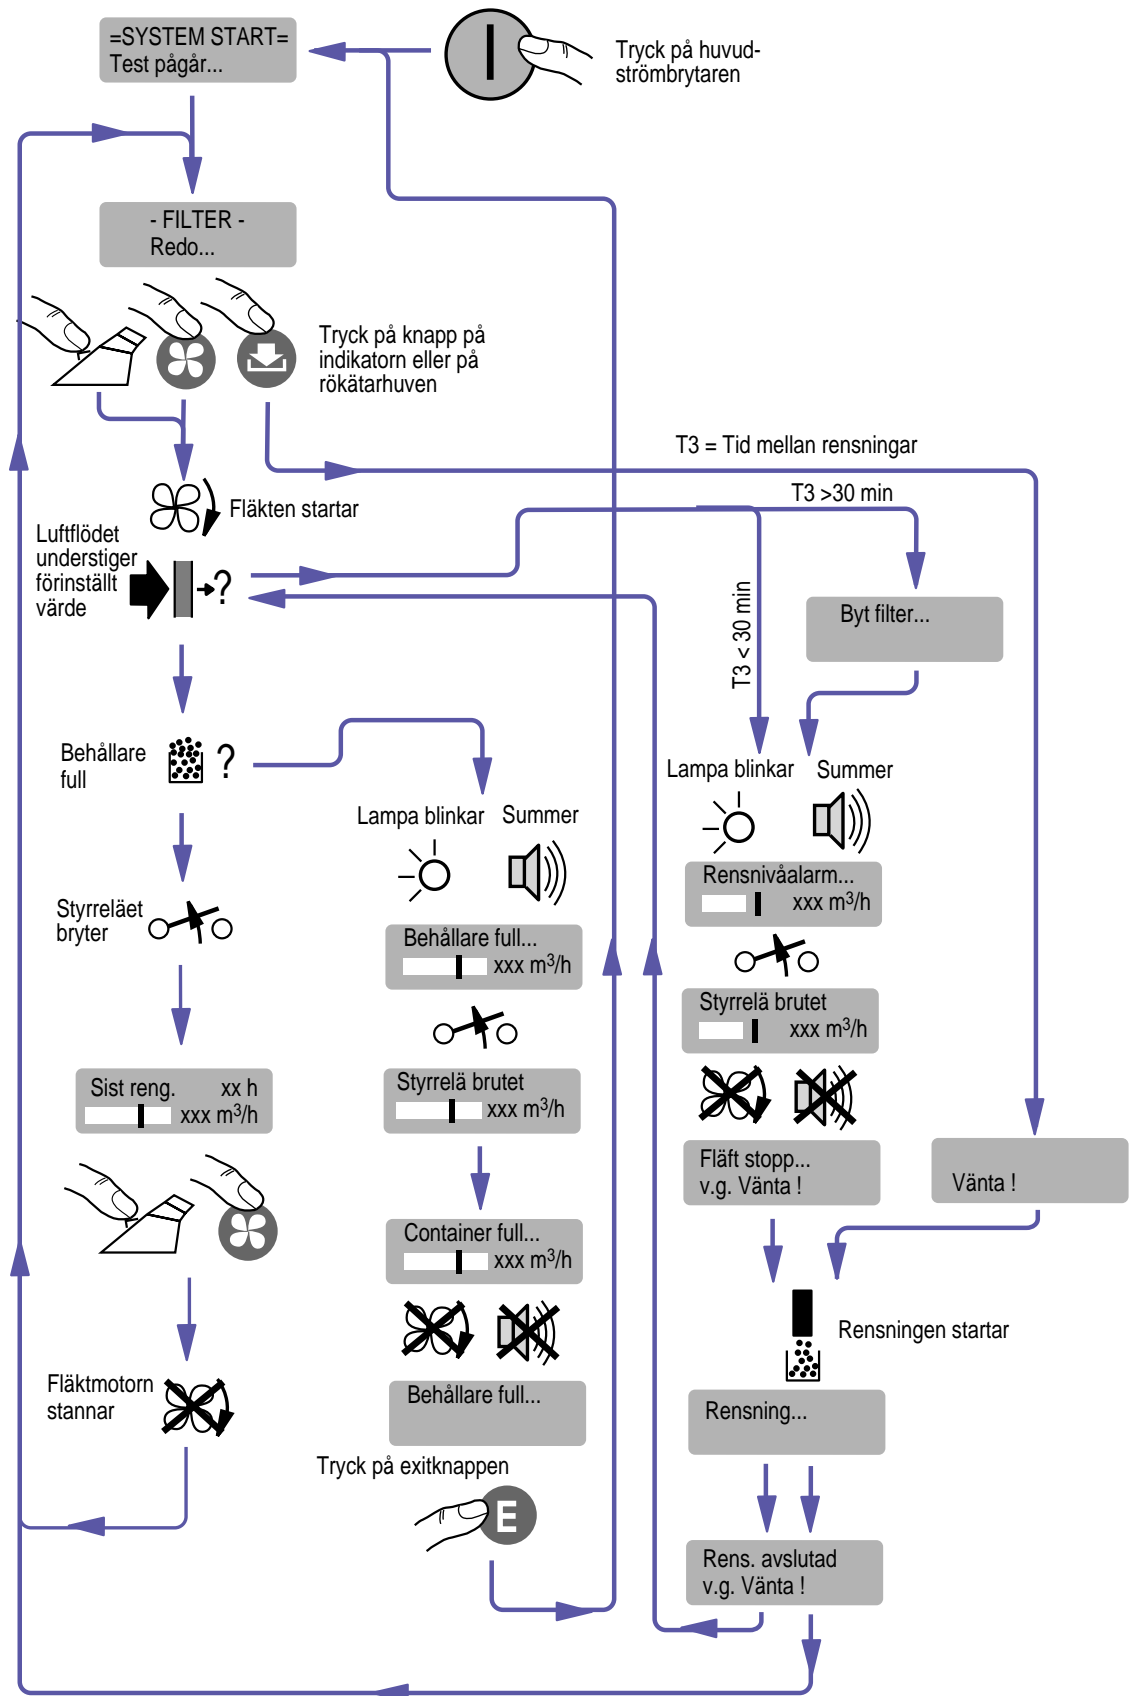 =SYSTEM START=
Test pågår...
Tryck på huvud-
strömbrytaren
- FILTER -
Redo...
Tryck på knapp på
indikatorn eller på
rökätarhuven
T3 = Tid mellan rensningar
T3 >30 min
Fläkten startar
Luftflödet
understiger
förinställt
värde
?
T3 < 30 min
Byt filter...
Behållare
full
?
Lampa blinkar Summer
Rensnivåalarm...
xxx m³/h
Styrrelä brutet
xxx m³/h
Fläft stopp...
v.g. Vänta !
Vänta !
Lampa blinkar Summer
Behållare full...
xxx m³/h
Styrrelä brutet
xxx m³/h
Container full...
xxx m³/h
Behållare full...
Tryck på exitknappen
E
Styrreläet
bryter
Sist reng. xx h
xxx m³/h
Fläktmotorn
stannar
Rensningen startar
Rensning...
Rens. avslutad
v.g. Vänta !